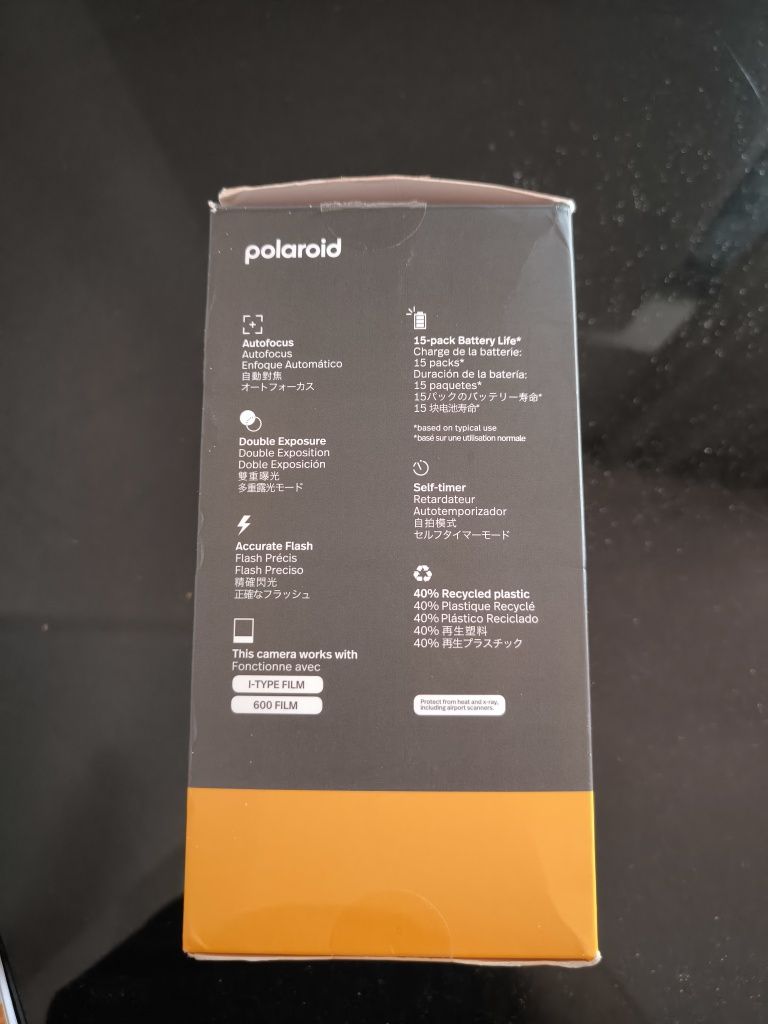 polaroid
Autofocus
Autofocus
Enfoque Automático
自動對焦
オートフォーカス
Double Exposure
Double Exposition
Doble Exposición
雙重曝光
多重露光モード
Accurate Flash
Flash Précis
Flash Preciso
精確閃光
正確なフラッシュ
This camera works with
Fonctionne avec
I-TYPE FILM
600 FILM
15-pack Battery Life*
Charge de la batterie:
15 packs*
Duración de la batería:
15 paquetes*
15パックのバッテリー寿命*
15 块电池寿命*
*based on typical use
*basé sur une utilisation normale
Self-timer
Retardateur
Autotemporizador
自拍模式
セルフタイマーモード
40% Recycled plastic
40% Plastique Recyclé
40% Plástico Reciclado
40% 再生塑料
40% 再生プラスチック
Protect from heat and x-ray,
including airport scanners.